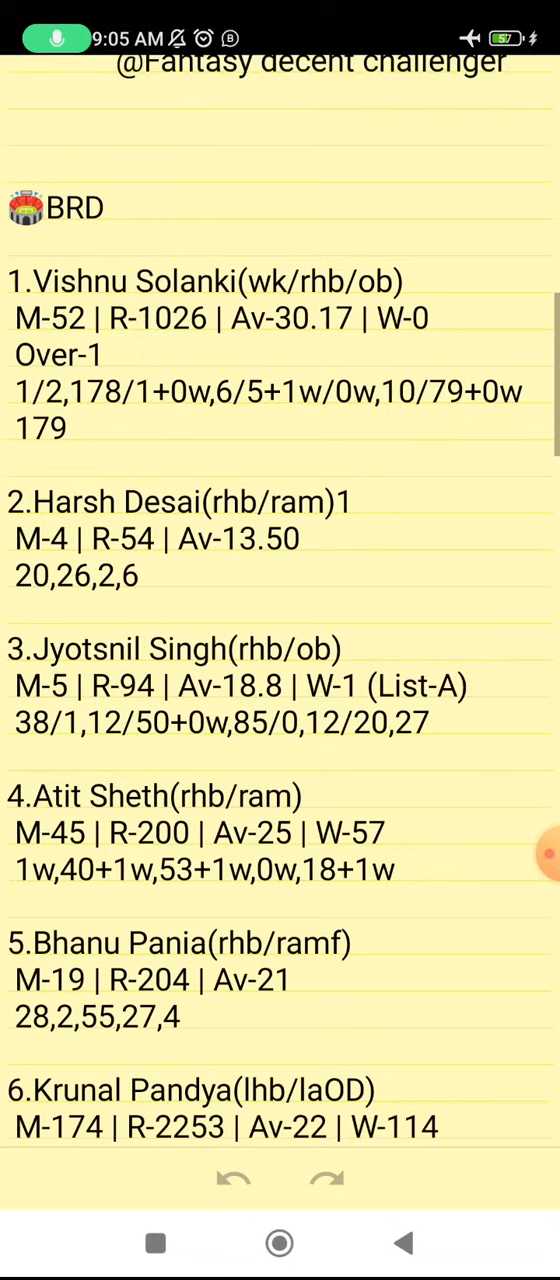 9:05 AM
57
@Fantasy decent challenger
BRD
1.Vishnu Solanki(wk/rhb/ob)
M-52 | R-1026 | Av-30.17 | W-0
Over-1
1/2,178/1+0w,6/5+1w/0w,10/79+0w
179
2.Harsh Desai(rhb/ram)1
M-4 | R-54 | Av-13.50
20,26,2,6
3.Jyotsnil Singh(rhb/ob)
M-5 | R-94 | Av-18.8 | W-1 (List-A)
38/1,12/50+0w,85/0,12/20,27
4.Atit Sheth(rhb/ram)
M-45 | R-200 | Av-25 | W-57
1w,40+1w,53+1w,0w,18+1w
5.Bhanu Pania(rhb/ramf)
M-19 | R-204 | Av-21
28,2,55,27,4
6.Krunal Pandya(lhb/laOD)
M-174 | R-2253 | Av-22 | W-114